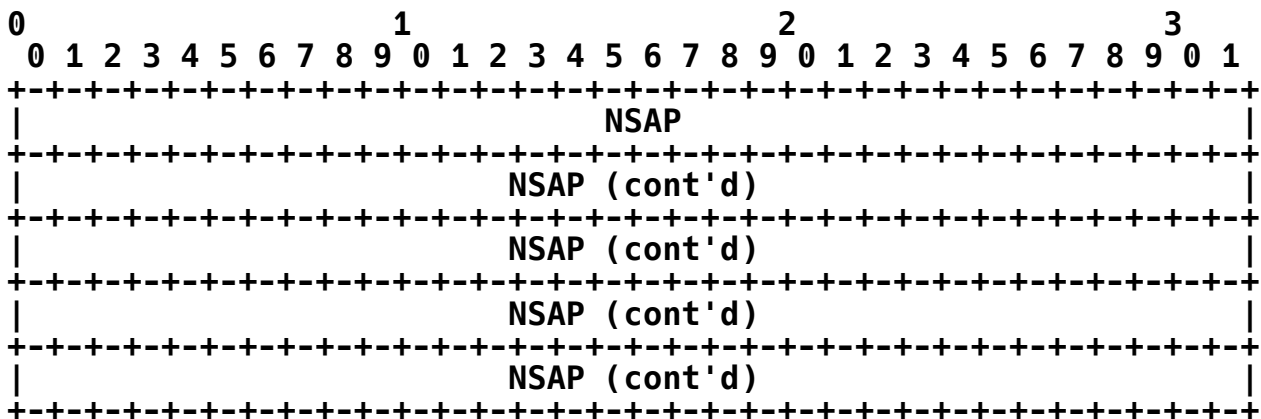 0                   1                   2                   3
 0 1 2 3 4 5 6 7 8 9 0 1 2 3 4 5 6 7 8 9 0 1 2 3 4 5 6 7 8 9 0 1
+-+-+-+-+-+-+-+-+-+-+-+-+-+-+-+-+-+-+-+-+-+-+-+-+-+-+-+-+-+-+-+-+
|                              NSAP                             |
+-+-+-+-+-+-+-+-+-+-+-+-+-+-+-+-+-+-+-+-+-+-+-+-+-+-+-+-+-+-+-+-+
|                         NSAP (cont'd)                         |
+-+-+-+-+-+-+-+-+-+-+-+-+-+-+-+-+-+-+-+-+-+-+-+-+-+-+-+-+-+-+-+-+
|                         NSAP (cont'd)                         |
+-+-+-+-+-+-+-+-+-+-+-+-+-+-+-+-+-+-+-+-+-+-+-+-+-+-+-+-+-+-+-+-+
|                         NSAP (cont'd)                         |
+-+-+-+-+-+-+-+-+-+-+-+-+-+-+-+-+-+-+-+-+-+-+-+-+-+-+-+-+-+-+-+-+
|                         NSAP (cont'd)                         |
+-+-+-+-+-+-+-+-+-+-+-+-+-+-+-+-+-+-+-+-+-+-+-+-+-+-+-+-+-+-+-+-+